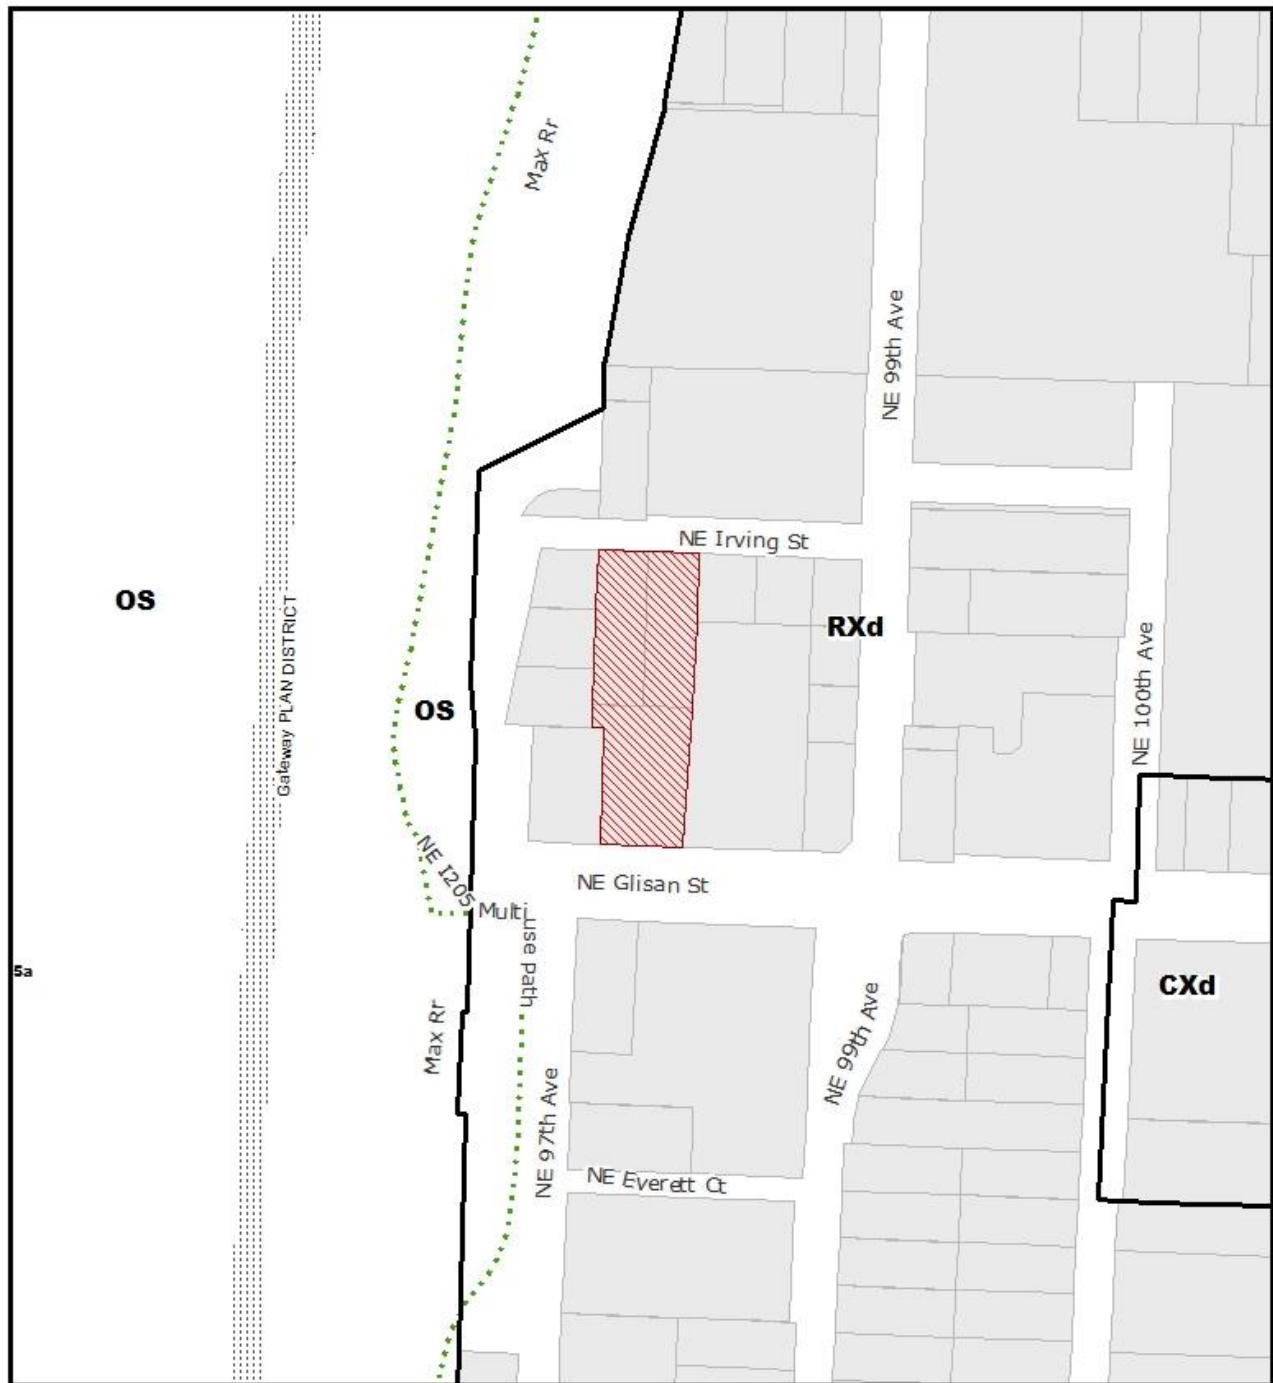 Max Rr
NE 99th Ave
NE Irving St
OS
Gateway PLAN DISTRICT
RXd
NE 100th Ave
OS
NE I205 Multi
use path
NE Glisan St
5a
CXd
Max Rr
NE 99th Ave
NE 97th Ave
NE Everett Ct